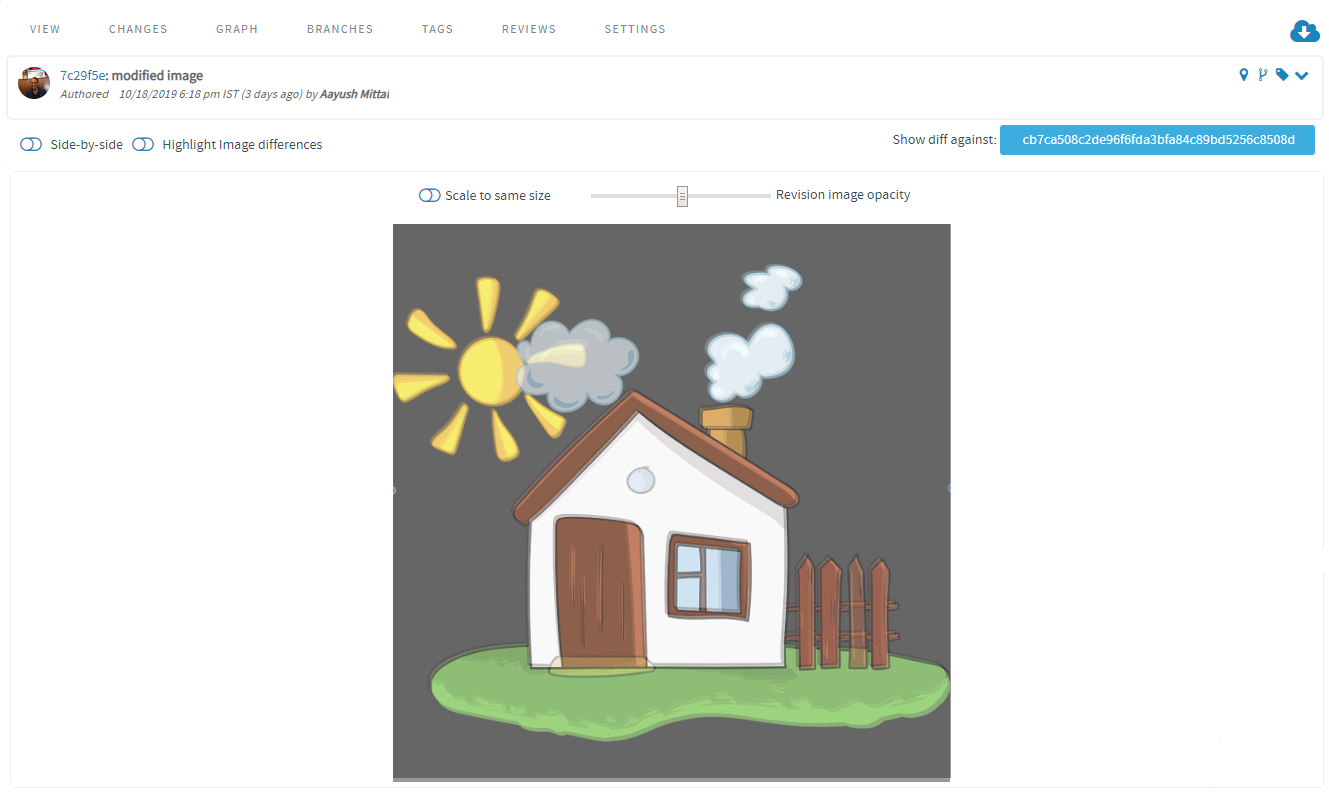 VIEW CHANGES GRAPH BRANCHES TAGS REVIEWS SETTINGS
7c29f5e: modified image
Authored 10/18/2019 6:18 pm IST (3 days ago) by Aayush Mittal
Side-by-side Highlight Image differences Show diff against: cb7ca508c2de96f6fda3bfa84c89bd5256c8508d
Scale to same size Revision image opacity